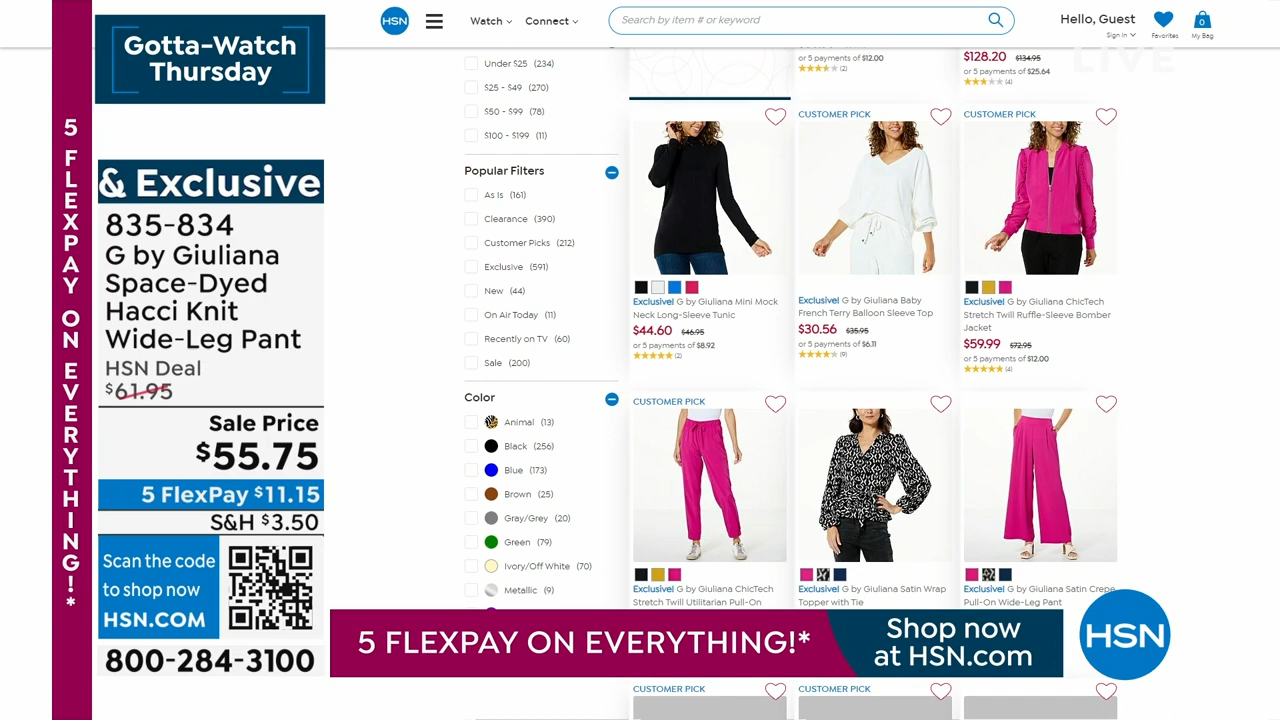 5 FLEXPAY ON EVERYTHING!*
Gotta-Watch
Thursday
& Exclusive
835-834
G by Giuliana
Space-Dyed
Hacci Knit
Wide-Leg Pant
HSN Deal
$61.95
Sale Price
$55.75
5 FlexPay $11.15
S&H $3.50
Scan the code
to shop now
HSN.COM
800-284-3100
HSN
Watch
Connect
Search by item # or keyword
Hello, Guest
Sign In
Favorites
0
My Bag
LIVE
Under $25 (234)
$25 - $49 (270)
$50 - $99 (78)
$100 - $199 (11)
Popular Filters
As Is (161)
Clearance (390)
Customer Picks (212)
Exclusive (591)
New (44)
On Air Today (11)
Recently on TV (60)
Sale (200)
Color
Animal (13)
Black (256)
Blue (173)
Brown (25)
Gray/Grey (20)
Green (79)
Ivory/Off White (70)
Metallic (9)
or 5 payments of $12.00
(2)
$128.20 $134.95
or 5 payments of $25.64
(4)
Exclusive! G by Giuliana Mini Mock
Neck Long-Sleeve Tunic
$44.60 $46.95
or 5 payments of $8.92
(2)
CUSTOMER PICK
Exclusive! G by Giuliana Baby
French Terry Balloon Sleeve Top
$30.56 $35.95
or 5 payments of $6.11
(9)
CUSTOMER PICK
Exclusive! G by Giuliana ChicTech
Stretch Twill Ruffle-Sleeve Bomber
Jacket
$59.99 $72.95
or 5 payments of $12.00
(4)
CUSTOMER PICK
Exclusive! G by Giuliana ChicTech
Stretch Twill Utilitarian Pull-On
Exclusive! G by Giuliana Satin Wrap
Topper with Tie
Exclusive! G by Giuliana Satin Crepe
Pull-On Wide-Leg Pant
5 FLEXPAY ON EVERYTHING!*
Shop now
at HSN.com
HSN
CUSTOMER PICK
CUSTOMER PICK